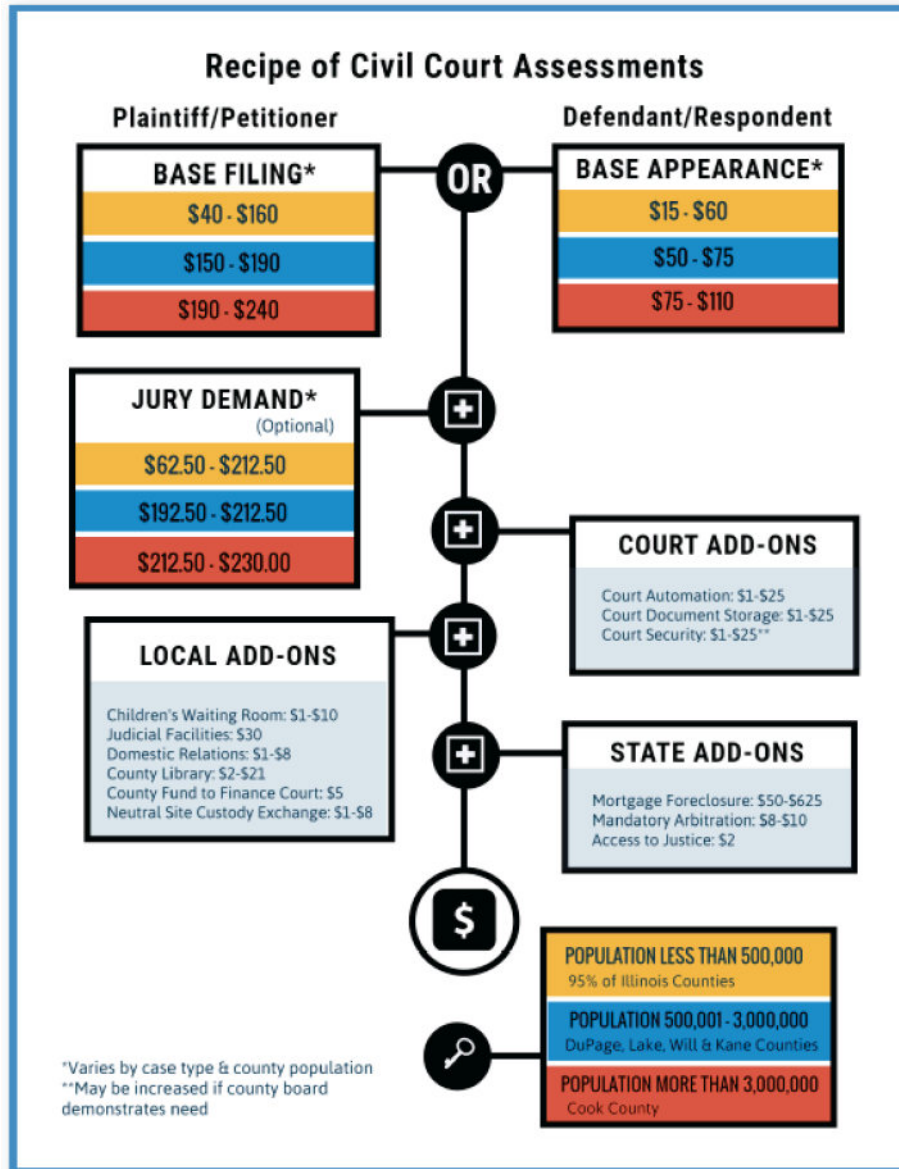 Recipe of Civil Court Assessments
Plaintiff/Petitioner
Defendant/Respondent
BASE FILING*
$40 - $160
$150 - $190
$190 - $240
OR
BASE APPEARANCE*
$15 - $60
$50 - $75
$75 - $110
JURY DEMAND*
(Optional)
$62.50 - $212.50
$192.50 - $212.50
$212.50 - $230.00
COURT ADD-ONS
Court Automation: $1-$25
Court Document Storage: $1-$25
Court Security: $1-$25**
LOCAL ADD-ONS
Children's Waiting Room: $1-$10
Judicial Facilities: $30
Domestic Relations: $1-$8
County Library: $2-$21
County Fund to Finance Court: $5
Neutral Site Custody Exchange: $1-$8
STATE ADD-ONS
Mortgage Foreclosure: $50-$625
Mandatory Arbitration: $8-$10
Access to Justice: $2
$
POPULATION LESS THAN 500,000
95% of Illinois Counties
POPULATION 500,001 - 3,000,000
DuPage, Lake, Will & Kane Counties
POPULATION MORE THAN 3,000,000
Cook County
*Varies by case type & county population
**May be increased if county board
demonstrates need